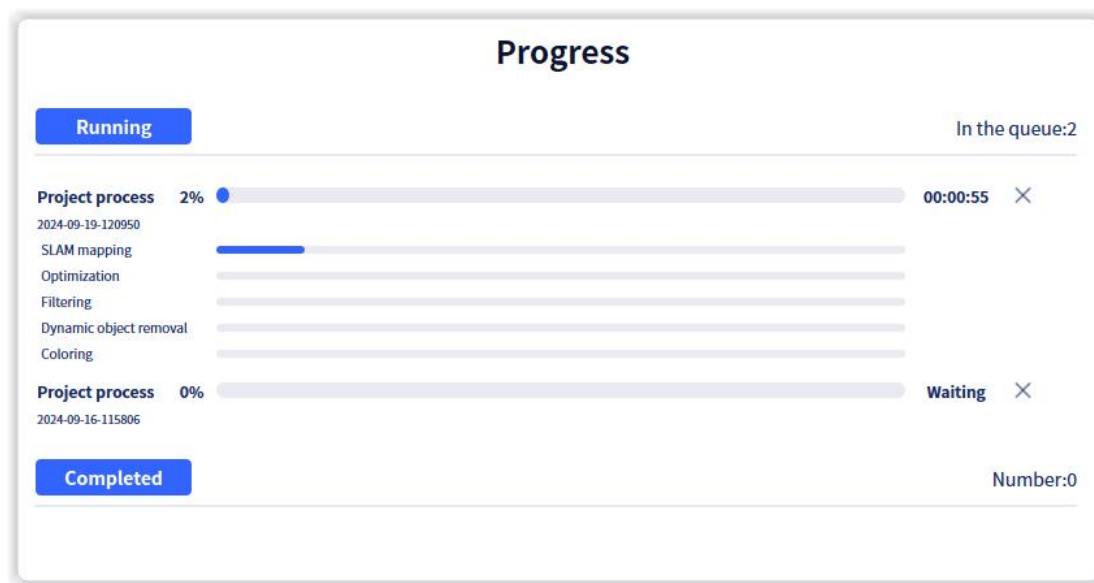 Progress
Running In the queue:2
Project process 2% 00:00:55
2024-09-19-120950
SLAM mapping
Optimization
Filtering
Dynamic object removal
Coloring
Project process 0% Waiting
2024-09-16-115806
Completed Number:0